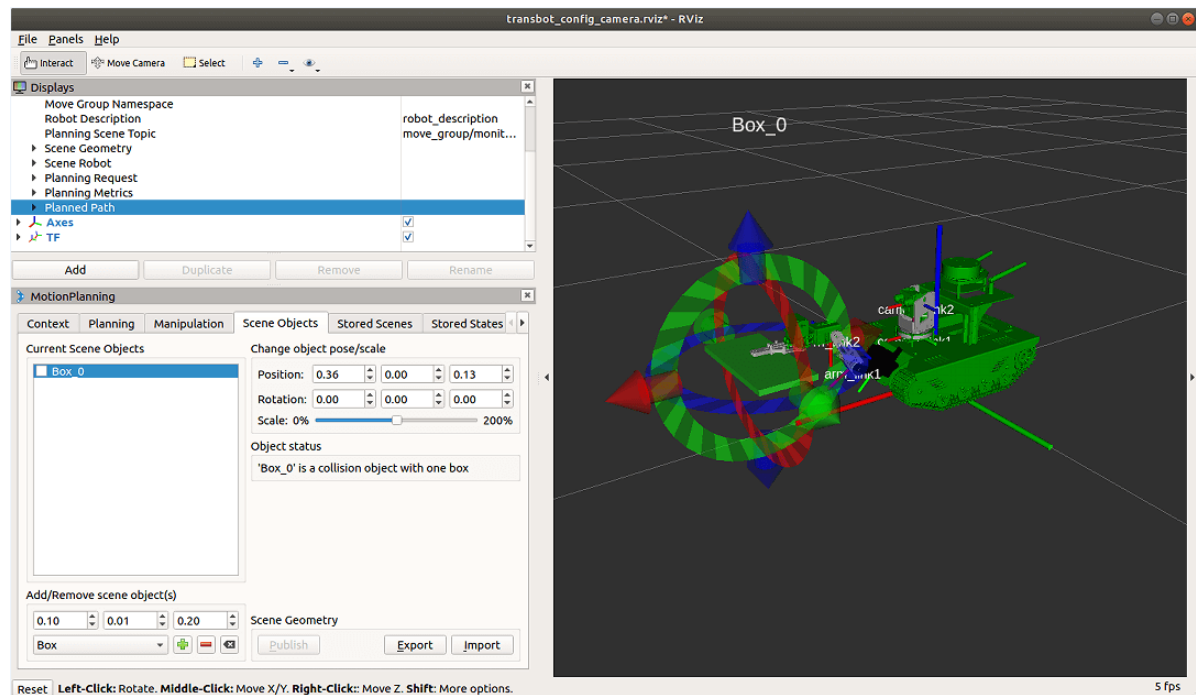 transbot_config_camera.rviz* - RViz
File Panels Help
Interact Move Camera Select
Displays
Move Group Namespace
Robot Description robot_description
Planning Scene Topic move_group/monit...
Scene Geometry
Scene Robot
Planning Request
Planning Metrics
Planned Path
Axes
TF
Add Duplicate Remove Rename
MotionPlanning
Context Planning Manipulation Scene Objects Stored Scenes Stored States
Current Scene Objects
Box_0
Change object pose/scale
Position: 0.36 0.00 0.13
Rotation: 0.00 0.00 0.00
Scale: 0% 200%
Object status
'Box_0' is a collision object with one box
Add/Remove scene object(s)
0.10 0.01 0.20
Box
Scene Geometry
Publish Export Import
Reset Left-Click: Rotate. Middle-Click: Move X/Y. Right-Click:: Move Z. Shift: More options.
5 fps
Box_0
arm_link1